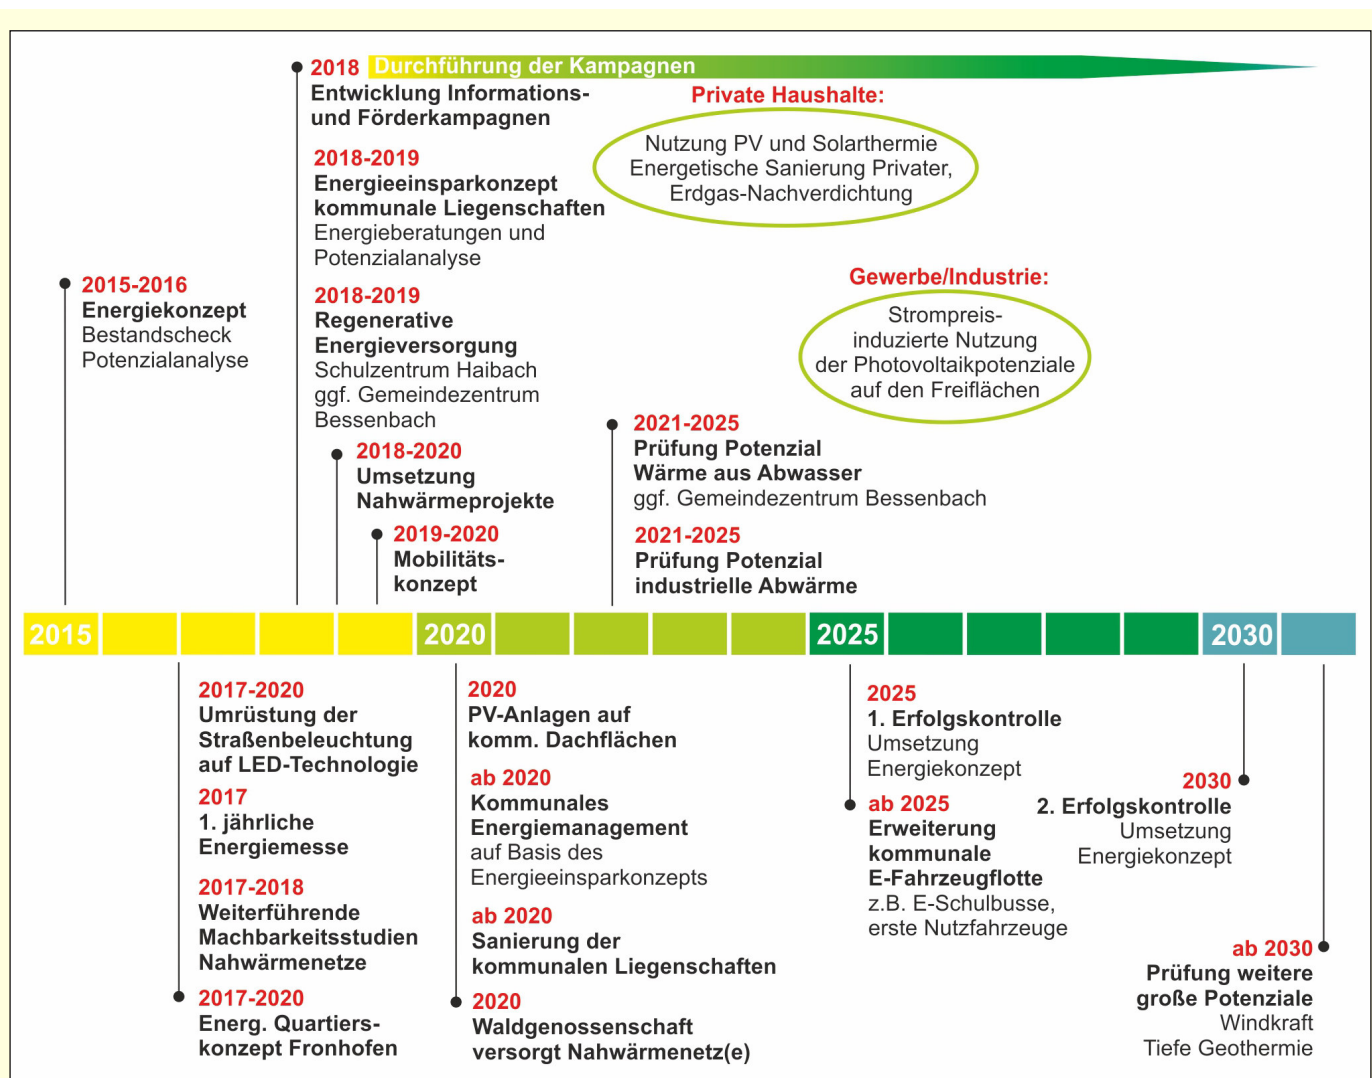 2018 Durchführung der Kampagnen
Entwicklung Informations-
und Förderkampagnen
2018-2019
Energieeinsparkonzept
kommunale Liegenschaften
Energieberatungen und
Potenzialanalyse
Private Haushalte:
Nutzung PV und Solarthermie
Energetische Sanierung Privater,
Erdgas-Nachverdichtung
2015-2016
Energiekonzept
Bestandscheck
Potenzialanalyse
2018-2019
Regenerative
Energieversorgung
Schulzentrum Haibach
ggf. Gemeindezentrum
Bessenbach
Gewerbe/Industrie:
Strompreis-
induzierte Nutzung
der Photovoltaikpotenziale
auf den Freiflächen
2018-2020
Umsetzung
Nahwärmeprojekte
2019-2020
Mobilitäts-
konzept
2021-2025
Prüfung Potenzial
Wärme aus Abwasser
ggf. Gemeindezentrum Bessenbach
2021-2025
Prüfung Potenzial
industrielle Abwärme
2015 2020 2025 2030
2017-2020
Umrüstung der
Straßenbeleuchtung
auf LED-Technologie
2017
1. jährliche
Energiemesse
2017-2018
Weiterführende
Machbarkeitsstudien
Nahwärmenetze
2017-2020
Energ. Quartiers-
konzept Fronhofen
2020
PV-Anlagen auf
komm. Dachflächen
ab 2020
Kommunales
Energiemanagement
auf Basis des
Energieeinsparkonzepts
ab 2020
Sanierung der
kommunalen Liegenschaften
2020
Waldgenossenschaft
versorgt Nahwärmenetz(e)
2025
1. Erfolgskontrolle
Umsetzung
Energiekonzept
ab 2025
Erweiterung
kommunale
E-Fahrzeugflotte
z.B. E-Schulbusse,
erste Nutzfahrzeuge
2030
2. Erfolgskontrolle
Umsetzung
Energiekonzept
ab 2030
Prüfung weitere
große Potenziale
Windkraft
Tiefe Geothermie